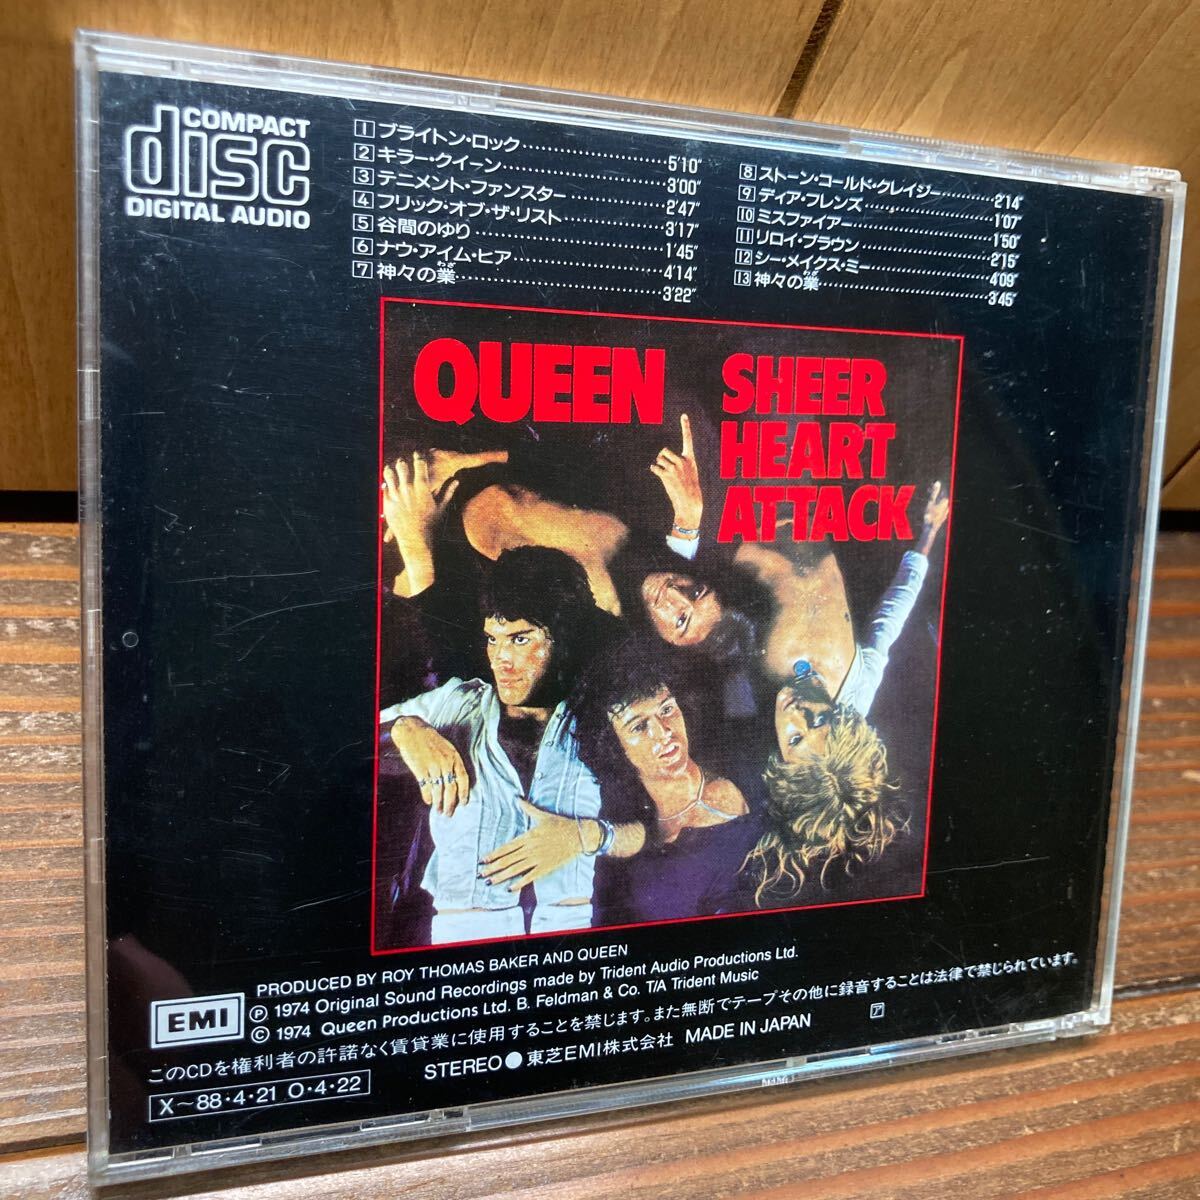 COMPACT
disc
DIGITAL AUDIO
1 ブライトン・ロック 5'10"
2 キラー・クイーン 3'00"
3 テニメント・ファンスター 2'47"
4 フリック・オブ・ザ・リスト 3'17"
5 谷間のゆり 1'45"
6 ナウ・アイム・ヒア 4'14"
7 神々の業 3'22"
わざ
8 ストーン・コールド・クレイジー 2'14"
9 ディア・フレンズ 1'07"
10 ミスファイアー 1'50"
11 リロイ・ブラウン 2'15"
12 シー・メイクス・ミー 4'09"
13 神々の業 3'45"
わざ
QUEEN
SHEER
HEART
ATTACK
PRODUCED BY ROY THOMAS BAKER AND QUEEN
Ⓟ 1974 Original Sound Recordings made by Trident Audio Productions Ltd.
© 1974 Queen Productions Ltd. B. Feldman & Co. T/A Trident Music
EMI
このCDを権利者の許諾なく賃貸業に使用することを禁じます。また無断でテープその他に録音することは法律で禁じられています。
STEREO ● 東芝EMI株式会社 MADE IN JAPAN
ア
X～88・4・21 O・4・22